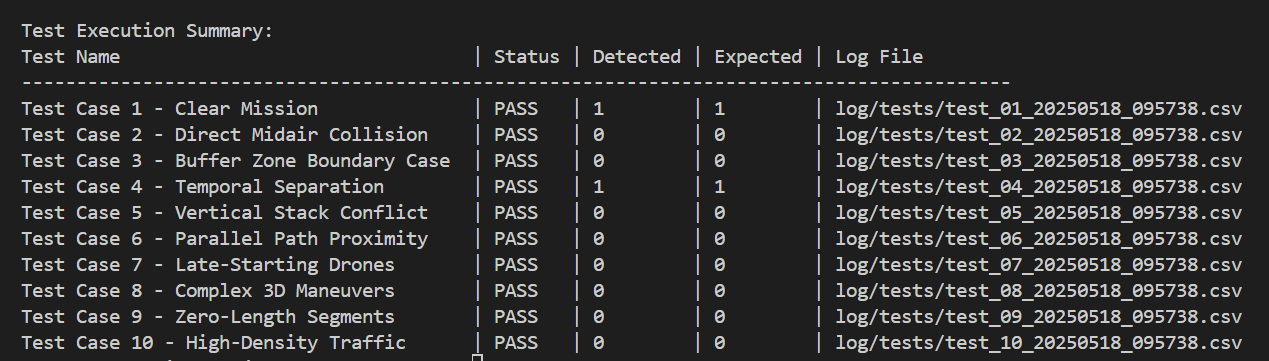 Test Execution Summary:
Test Name                                | Status | Detected | Expected | Log File
------------------------------------------------------------------------------------------
Test Case 1 - Clear Mission              | PASS   | 1        | 1        | log/tests/test_01_20250518_095738.csv
Test Case 2 - Direct Midair Collision    | PASS   | 0        | 0        | log/tests/test_02_20250518_095738.csv
Test Case 3 - Buffer Zone Boundary Case  | PASS   | 0        | 0        | log/tests/test_03_20250518_095738.csv
Test Case 4 - Temporal Separation        | PASS   | 1        | 1        | log/tests/test_04_20250518_095738.csv
Test Case 5 - Vertical Stack Conflict    | PASS   | 0        | 0        | log/tests/test_05_20250518_095738.csv
Test Case 6 - Parallel Path Proximity    | PASS   | 0        | 0        | log/tests/test_06_20250518_095738.csv
Test Case 7 - Late-Starting Drones       | PASS   | 0        | 0        | log/tests/test_07_20250518_095738.csv
Test Case 8 - Complex 3D Maneuvers       | PASS   | 0        | 0        | log/tests/test_08_20250518_095738.csv
Test Case 9 - Zero-Length Segments       | PASS   | 0        | 0        | log/tests/test_09_20250518_095738.csv
Test Case 10 - High-Density Traffic      | PASS   | 0        | 0        | log/tests/test_10_20250518_095738.csv